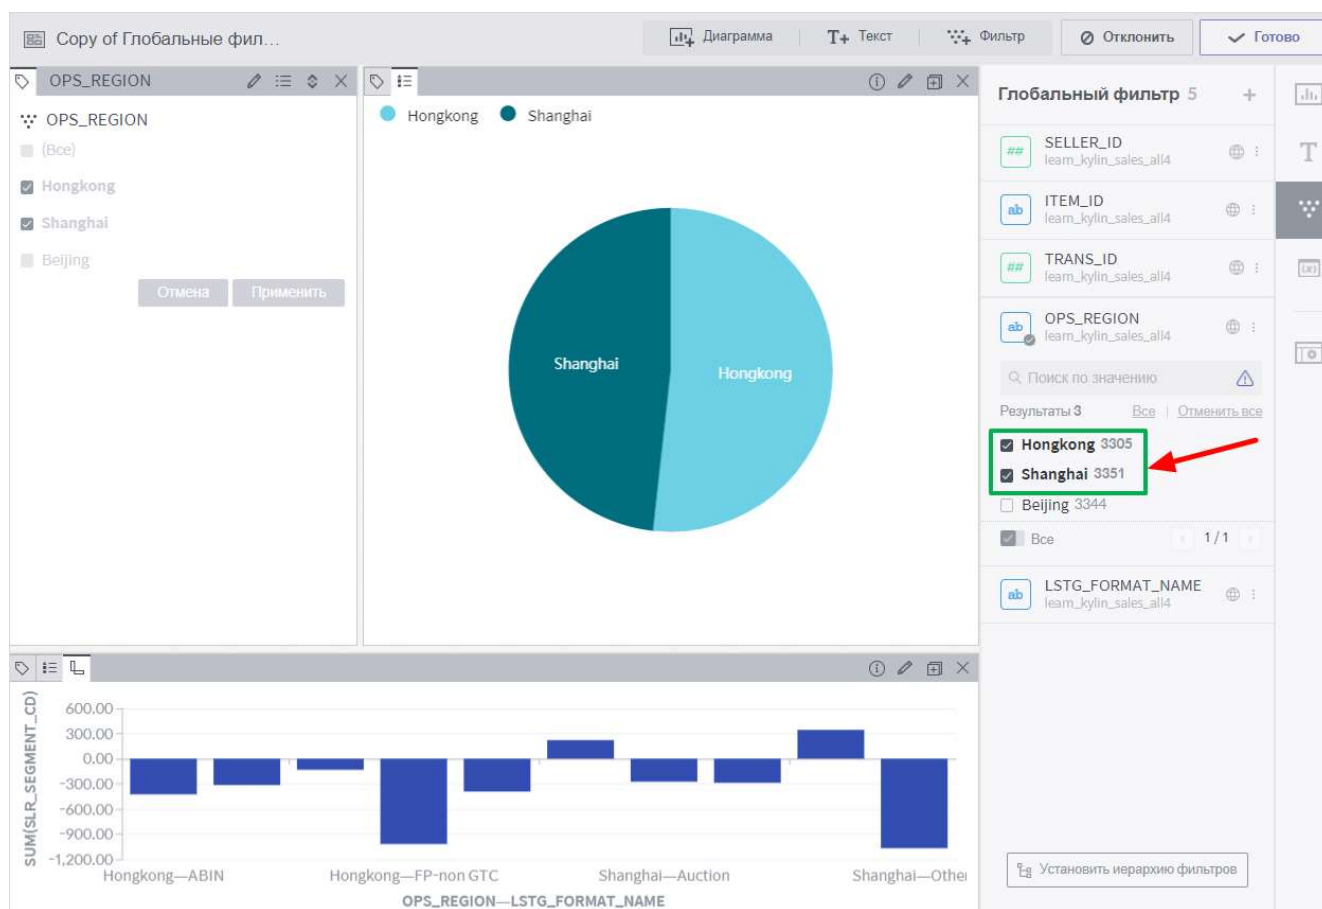 Copy of Глобальные фил...
Диаграмма
T+ Текст
Фильтр
Отклонить
Готово
OPS_REGION
OPS_REGION
(Все)
Hongkong
Shanghai
Beijing
Отмена
Применить
Hongkong
Shanghai
Shanghai
Hongkong
Глобальный фильтр 5
+
## SELLER_ID
learn_kylin_sales_all4
ab ITEM_ID
learn_kylin_sales_all4
## TRANS_ID
learn_kylin_sales_all4
ab OPS_REGION
learn_kylin_sales_all4
Поиск по значению
Результаты 3 Все | Отменить все
Hongkong 3305
Shanghai 3351
Beijing 3344
Все 1 / 1
ab LSTG_FORMAT_NAME
learn_kylin_sales_all4
Установить иерархию фильтров
T
(x)
SUM(SLR_SEGMENT_CD)
600.00
300.00
0.00
-300.00
-600.00
-900.00
-1,200.00
Hongkong—ABIN
Hongkong—FP-non GTC
Shanghai—Auction
Shanghai—Other
OPS_REGION—LSTG_FORMAT_NAME